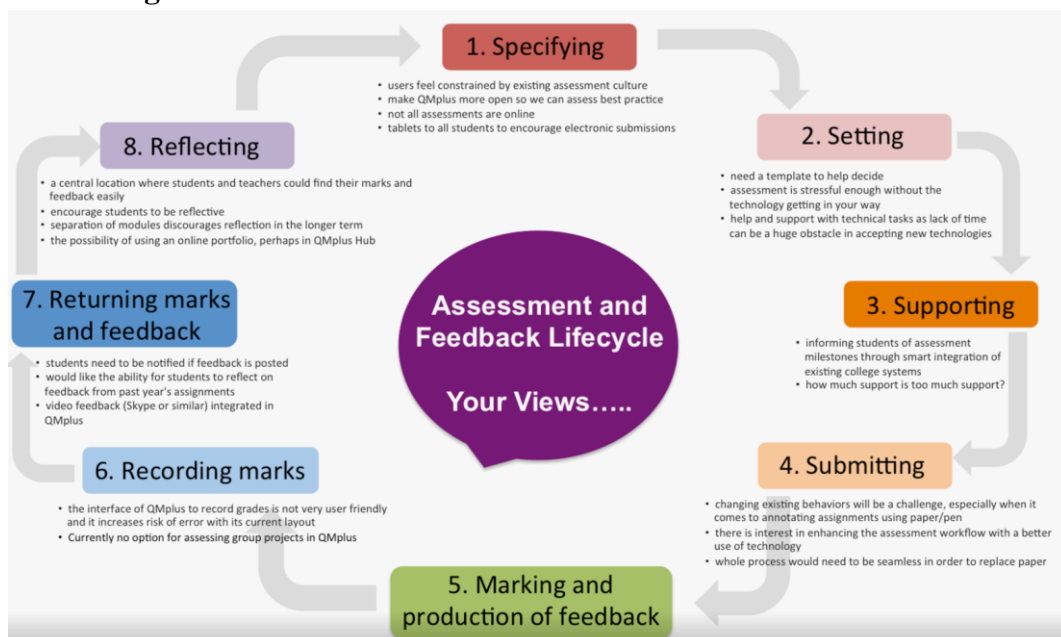 1. Specifying
• users feel constrained by existing assessment culture
• make QMplus more open so we can assess best practice
• not all assessments are online
• tablets to all students to encourage electronic submissions
2. Setting
• need a template to help decide
• assessment is stressful enough without the
technology getting in your way
• help and support with technical tasks as lack of time
can be a huge obstacle in accepting new technologies
3. Supporting
• informing students of assessment
milestones through smart integration of
existing college systems
• how much support is too much support?
4. Submitting
• changing existing behaviors will be a challenge, especially when it
comes to annotating assignments using paper/pen
• there is interest in enhancing the assessment workflow with a better
use of technology
• whole process would need to be seamless in order to replace paper
5. Marking and
production of feedback
6. Recording marks
• the interface of QMplus to record grades is not very user friendly
and it increases risk of error with its current layout
• Currently no option for assessing group projects in QMplus
7. Returning marks
and feedback
• students need to be notified if feedback is posted
• would like the ability for students to reflect on
feedback from past year's assignments
• video feedback (Skype or similar) integrated in
QMplus
8. Reflecting
• a central location where students and teachers could find their marks and
feedback easily
• encourage students to be reflective
• separation of modules discourages reflection in the longer term
• the possibility of using an online portfolio, perhaps in QMplus Hub
Assessment and
Feedback Lifecycle
Your Views.....